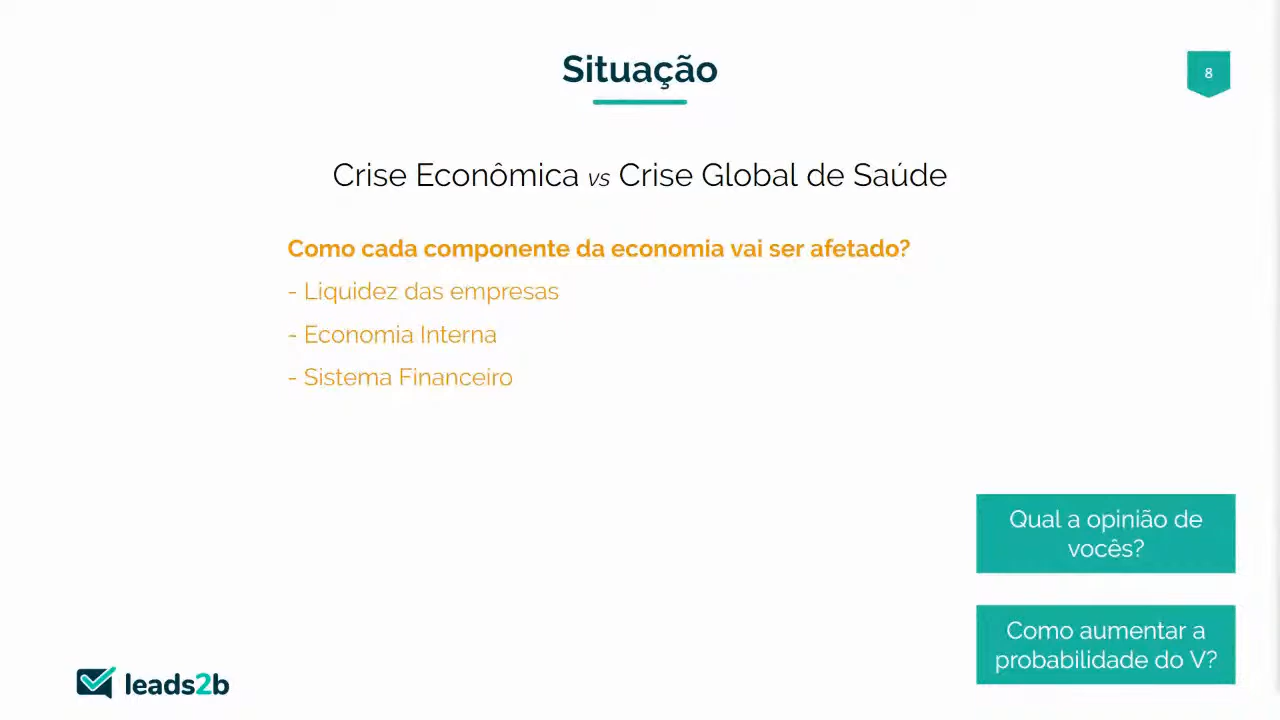 Situação
8
Crise Econômica vs Crise Global de Saúde
Como cada componente da economia vai ser afetado?
- Liquidez das empresas
- Economia Interna
- Sistema Financeiro
Qual a opinião de
vocês?
Como aumentar a
probabilidade do V?
leads2b